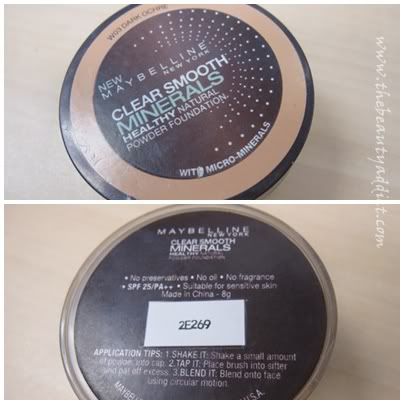 W03 DARK OCHRE
NEW
MAYBELLINE
NEW YORK
CLEAR SMOOTH
MINERALS
HEALTHY NATURAL
POWDER FOUNDATION
WITH MICRO-MINERALS
www.thebeautyaddict.com
MAYBELLINE
NEW YORK
CLEAR SMOOTH
MINERALS
HEALTHY NATURAL
POWDER FOUNDATION
• No preservatives • No oil • No fragrance
• SPF 25/PA++ • Suitable for sensitive skin
Made in China - 8g
2E269
APPLICATION TIPS: 1.SHAKE IT: Shake a small amount
of powder into cap. 2.TAP IT: Place brush into sifter
and pat off excess. 3.BLEND IT: Blend onto face
using circular motion.
MAYBELLINE
U.S.A.